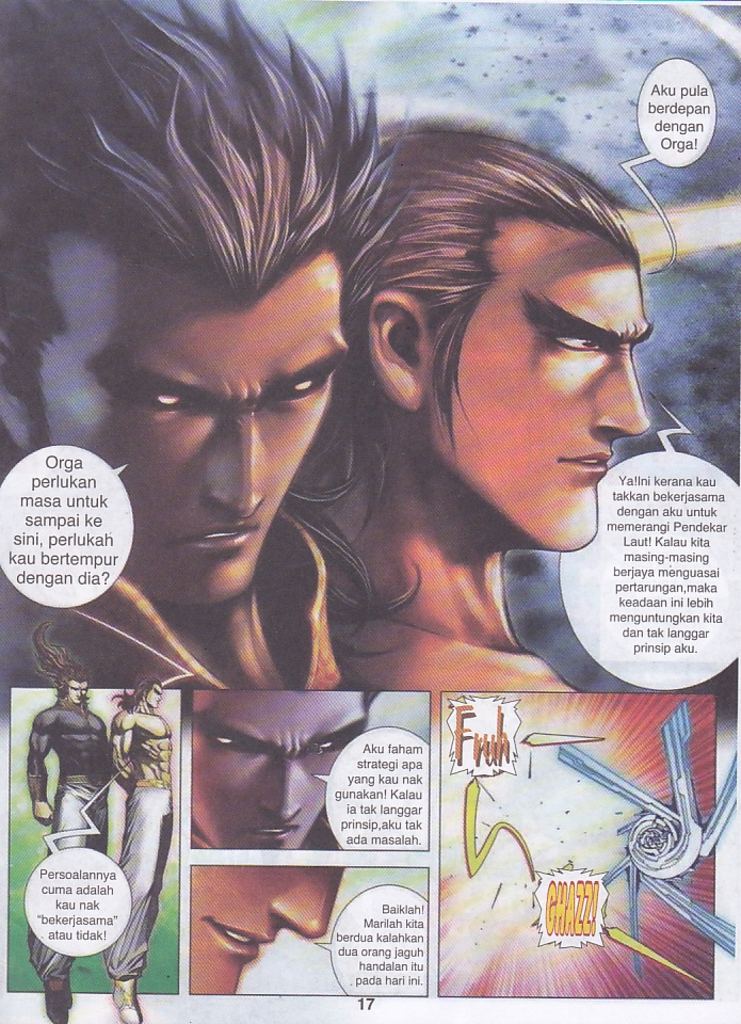 Aku pula
berdepan
dengan
Orga!
Orga
perlukan
masa untuk
sampai ke
sini, perlukah
kau bertempur
dengan dia?
Ya!Ini kerana kau
takkan bekerjasama
dengan aku untuk
memerangi Pendekar
Laut! Kalau kita
masing-masing
berjaya menguasai
pertarungan,maka
keadaan ini lebih
menguntungkan kita
dan tak langgar
prinsip aku.
Persoalannya
cuma adalah
kau nak
"bekerjasama"
atau tidak!
Aku faham
strategi apa
yang kau nak
gunakan! Kalau
ia tak langgar
prinsip,aku tak
ada masalah.
Baiklah!
Marilah kita
berdua kalahkan
dua orang jaguh
handalan itu
pada hari ini.
Fruh
GHAZZ!
17